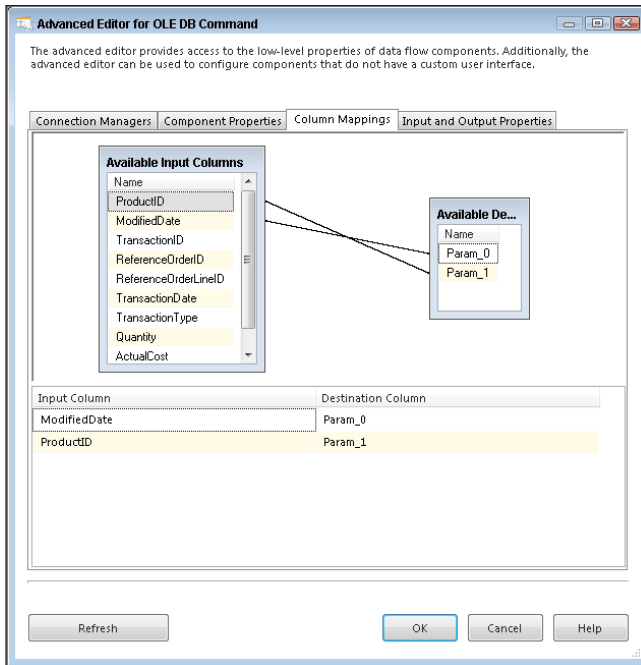 Advanced Editor for OLE DB Command
The advanced editor provides access to the low-level properties of data flow components. Additionally, the
advanced editor can be used to configure components that do not have a custom user interface.
Connection Managers Component Properties Column Mappings Input and Output Properties
Available Input Columns
Name
ProductID
ModifiedDate
TransactionID
ReferenceOrderID
ReferenceOrderLineID
TransactionDate
TransactionType
Quantity
ActualCost
Available De...
Name
Param_0
Param_1
Input Column Destination Column
ModifiedDate Param_0
ProductID Param_1
Refresh OK Cancel Help